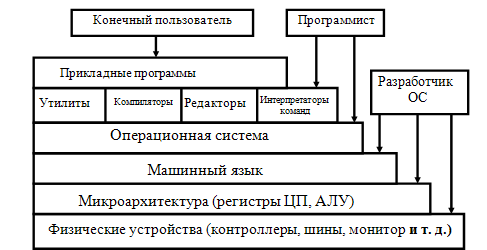 Конечный пользователь
Программист
Прикладные программы
Разработчик
ОС
Утилиты
Компиляторы
Редакторы
Интерпретаторы
команд
Операционная система
Машинный язык
Микроархитектура (регистры ЦП, АЛУ)
Физические устройства (контроллеры, шины, монитор и т. д.)